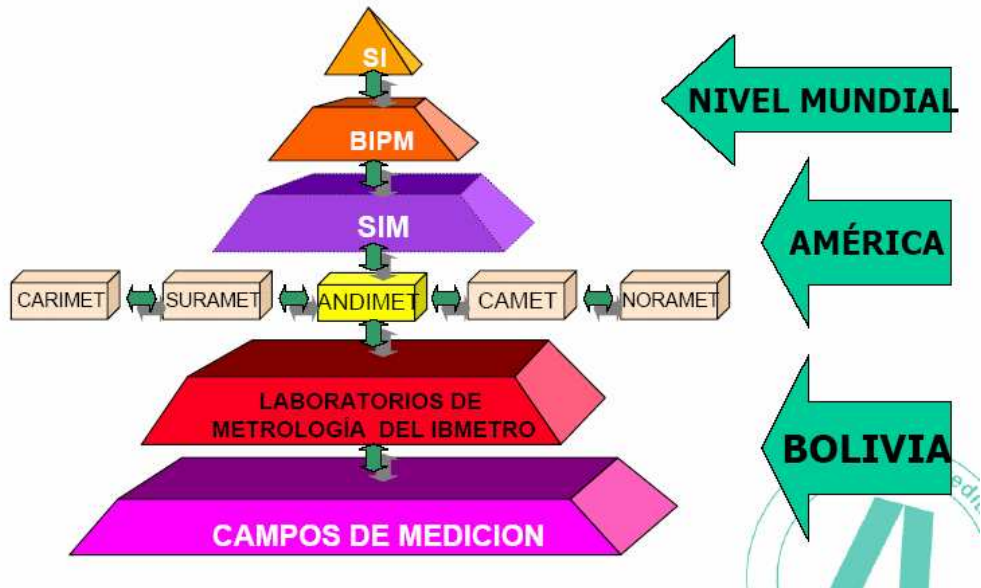 SI
NIVEL MUNDIAL
BIPM
SIM
AMÉRICA
CARIMET
SURAMET
ANDIMET
CAMET
NORAMET
LABORATORIOS DE
METROLOGÍA DEL IBMETRO
BOLIVIA
CAMPOS DE MEDICION